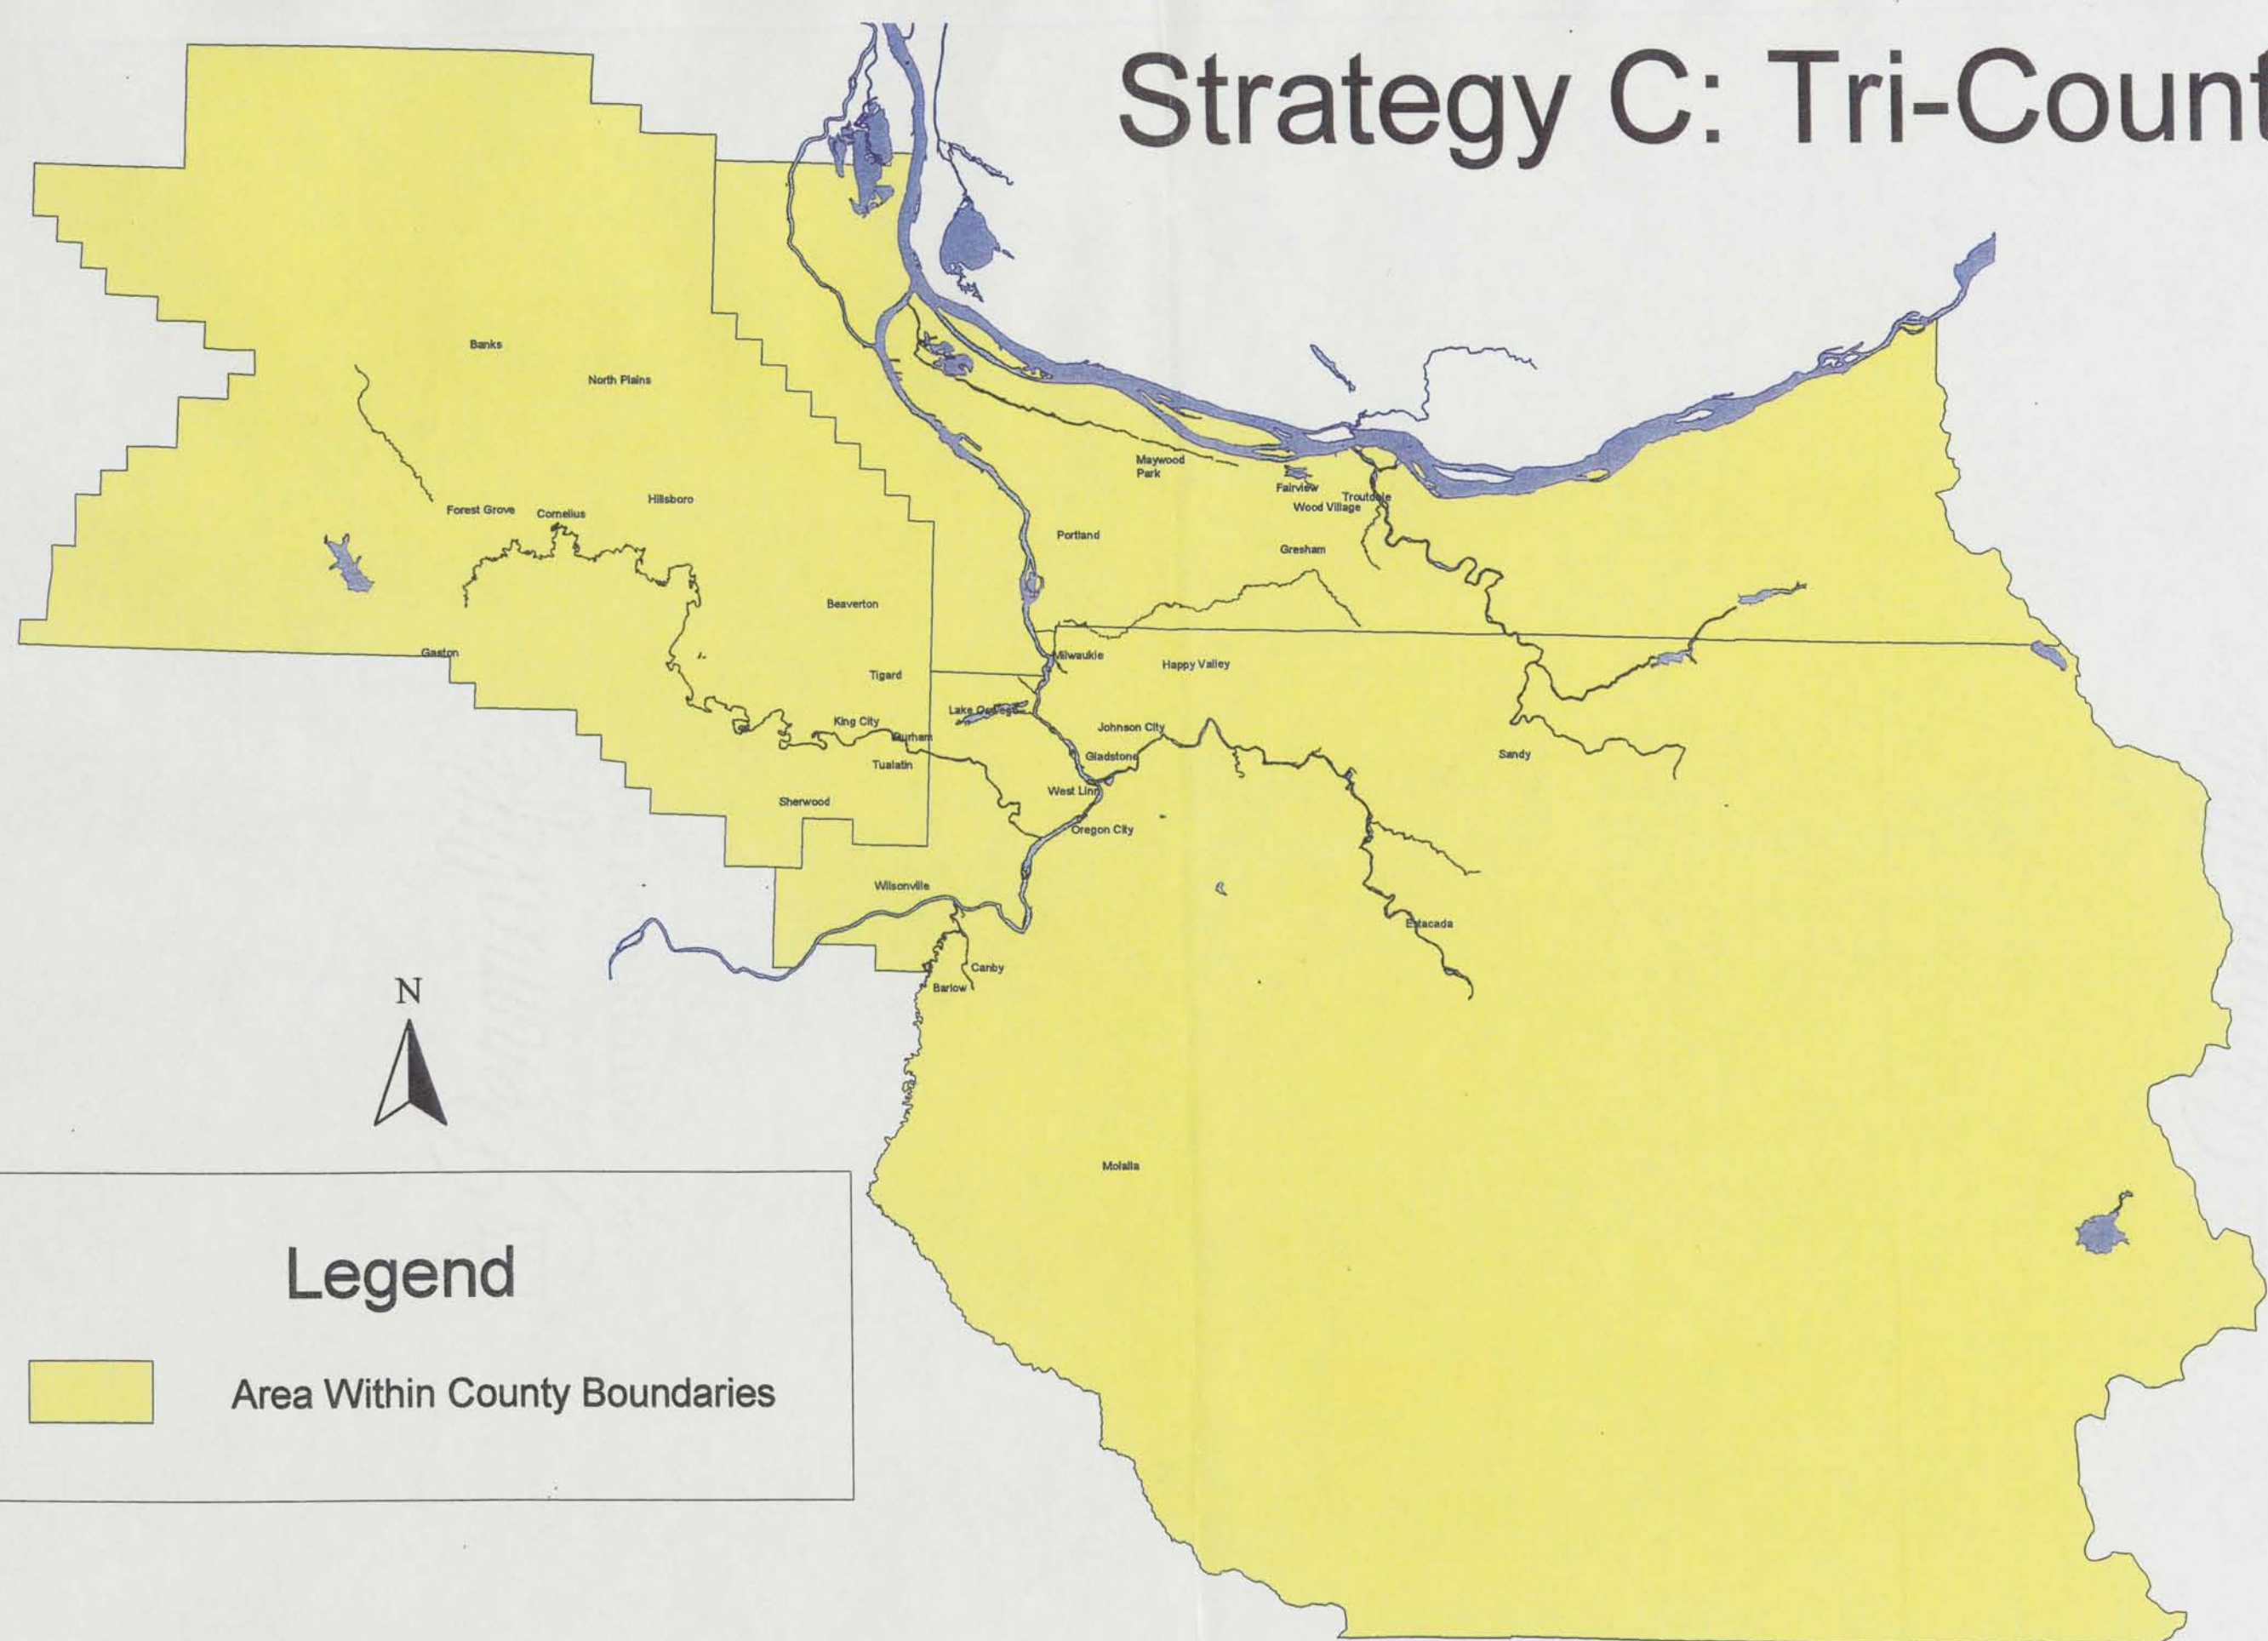 Strategy C: Tri-Count
Banks
North Plains
Maywood
Park
Fairview
Troutdale
Wood Village
Hillsboro
Forest Grove
Cornelius
Portland
Gresham
Beaverton
Gaston
Milwaukie
Happy Valley
Tigard
Lake Oswego
King City
Johnson City
Durham
Gladstone
Sandy
Tualatin
West Linn
Sherwood
Oregon City
Wilsonville
Estacada
Canby
Barlow
N
Molalla
Legend
Area Within County Boundaries